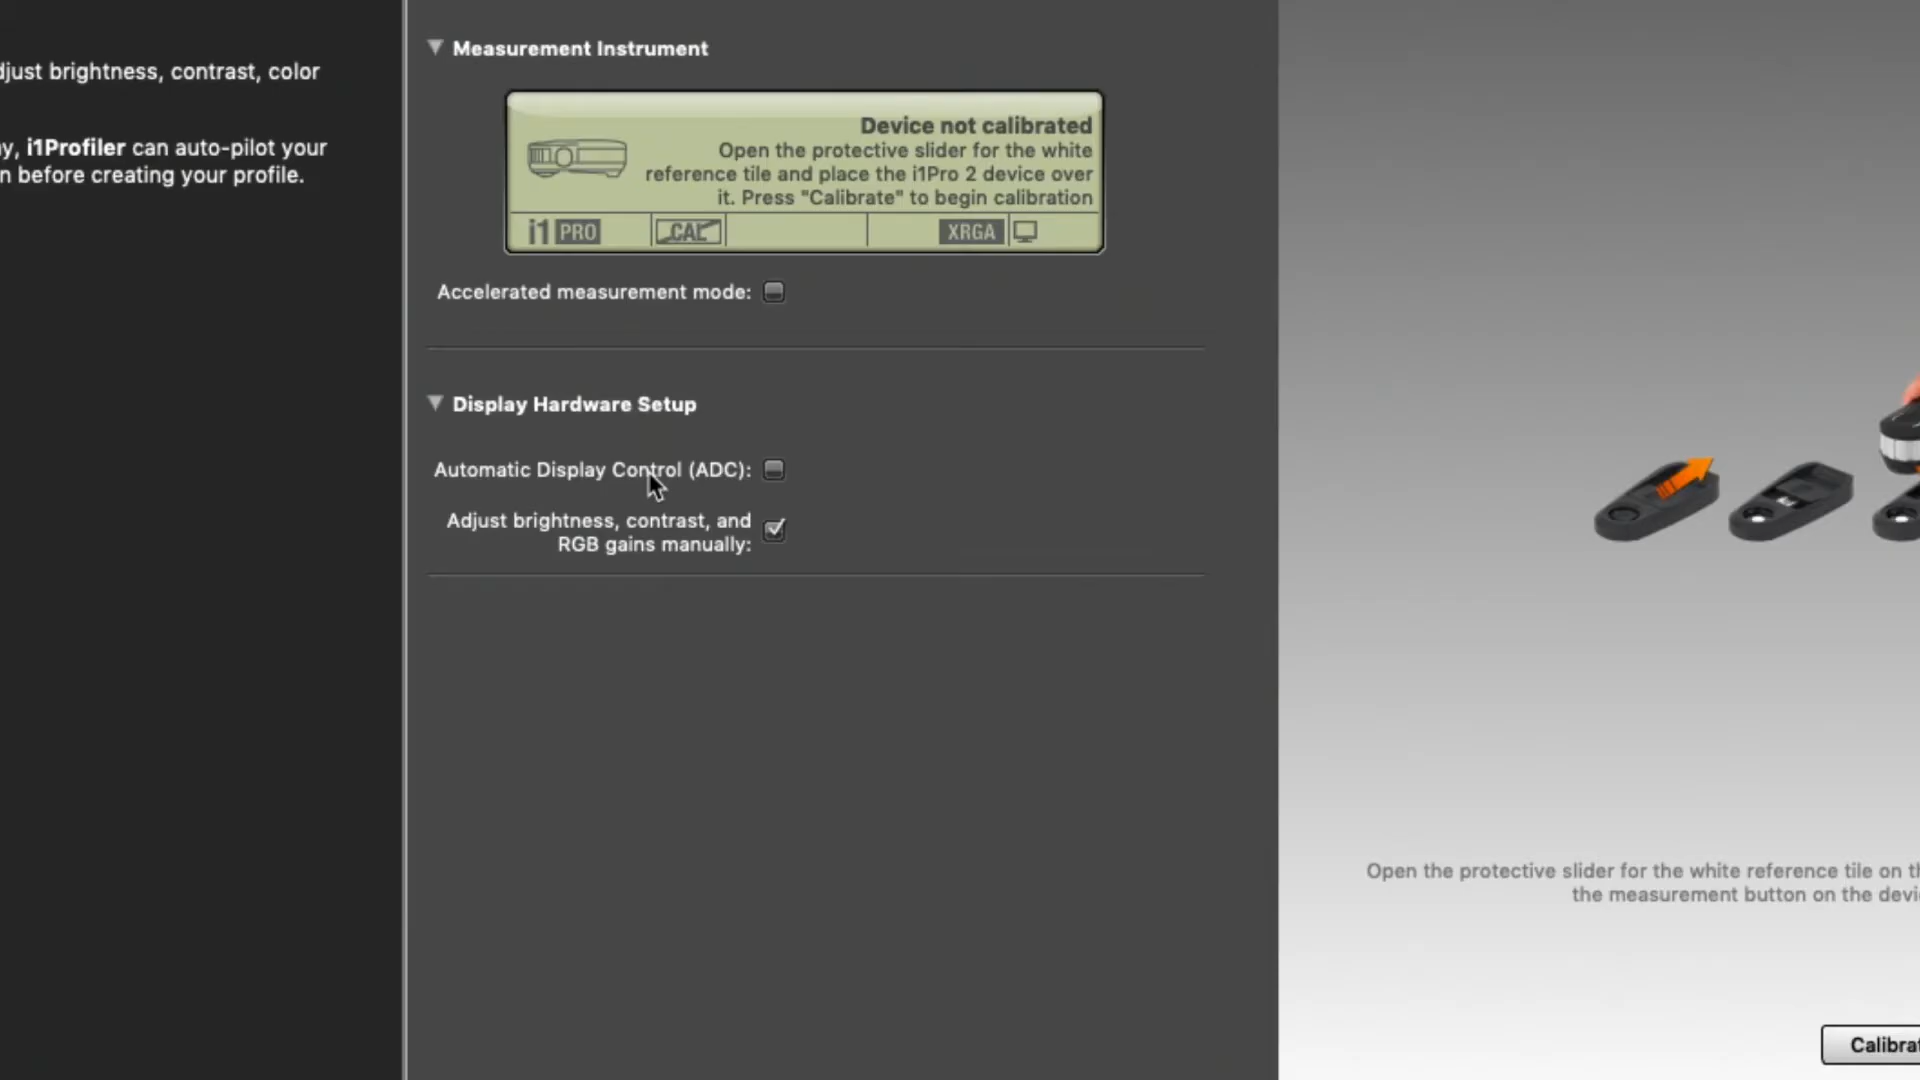 djust brightness, contrast, color
y, i1Profiler can auto-pilot your
n before creating your profile.
Measurement Instrument
Device not calibrated
Open the protective slider for the white
reference tile and place the i1Pro 2 device over
it. Press "Calibrate" to begin calibration
i1 PRO CAL XRGA
Accelerated measurement mode:
Display Hardware Setup
Automatic Display Control (ADC):
Adjust brightness, contrast, and
RGB gains manually:
Open the protective slider for the white reference tile on th
the measurement button on the devi
Calibrat